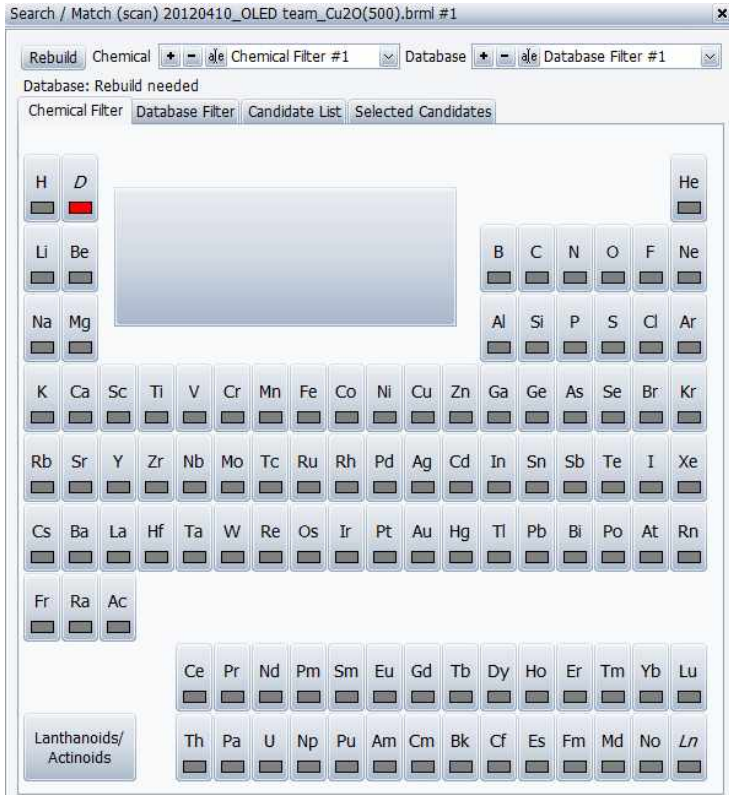 Search / Match (scan) 20120410_OLED team_Cu2O(500).brml #1
Rebuild Chemical + - a|e Chemical Filter #1 Database + - a|e Database Filter #1
Database: Rebuild needed
Chemical Filter Database Filter Candidate List Selected Candidates
H D He
Li Be B C N O F Ne
Na Mg Al Si P S Cl Ar
K Ca Sc Ti V Cr Mn Fe Co Ni Cu Zn Ga Ge As Se Br Kr
Rb Sr Y Zr Nb Mo Tc Ru Rh Pd Ag Cd In Sn Sb Te I Xe
Cs Ba La Hf Ta W Re Os Ir Pt Au Hg Tl Pb Bi Po At Rn
Fr Ra Ac
Ce Pr Nd Pm Sm Eu Gd Tb Dy Ho Er Tm Yb Lu
Lanthanoids/
Actinoids
Th Pa U Np Pu Am Cm Bk Cf Es Fm Md No Ln